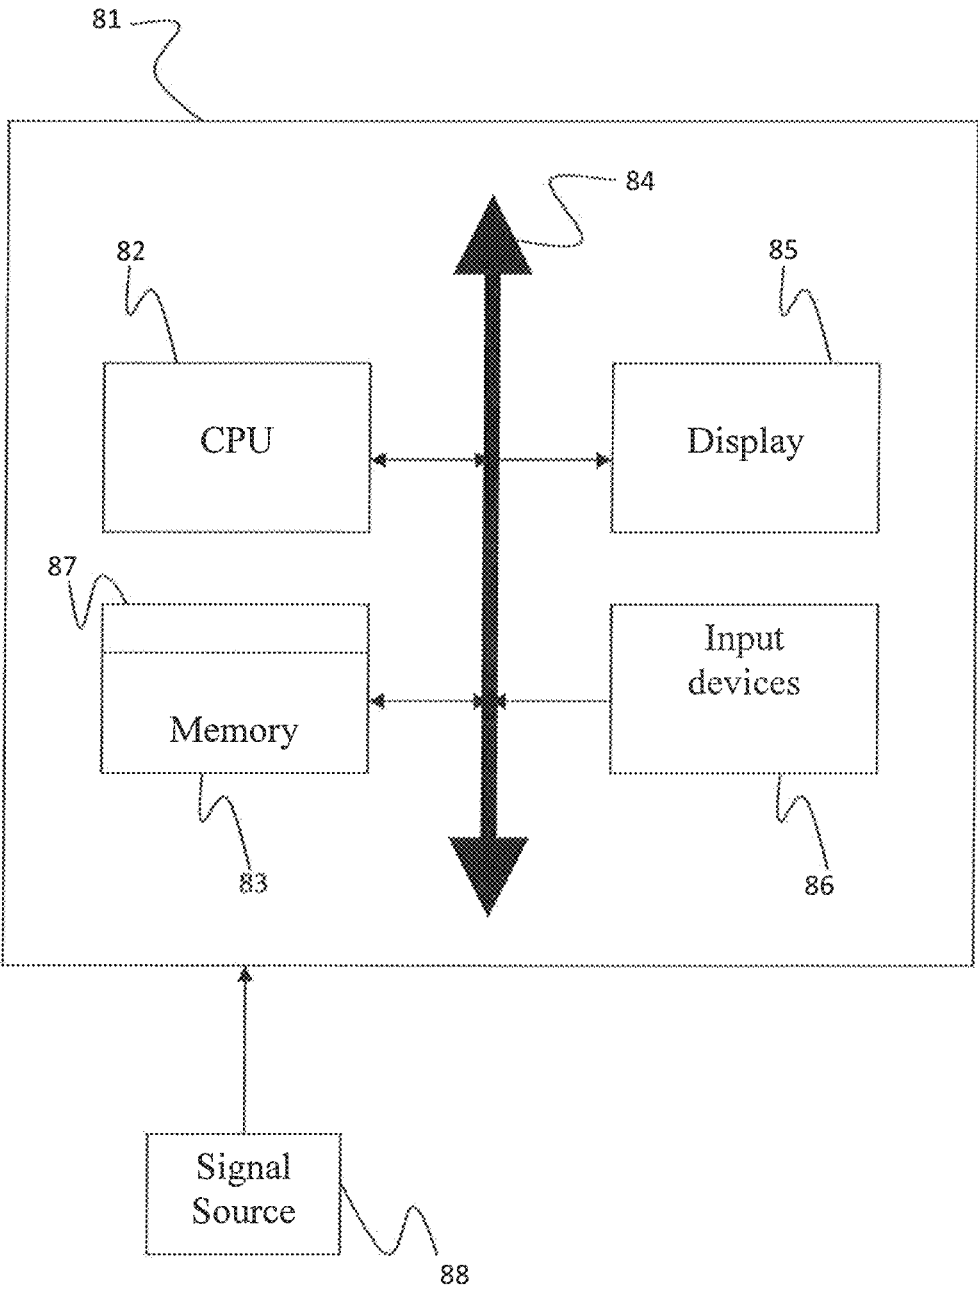 81
84
82
85
CPU
Display
87
Input
devices
Memory
83
86
Signal
Source
88